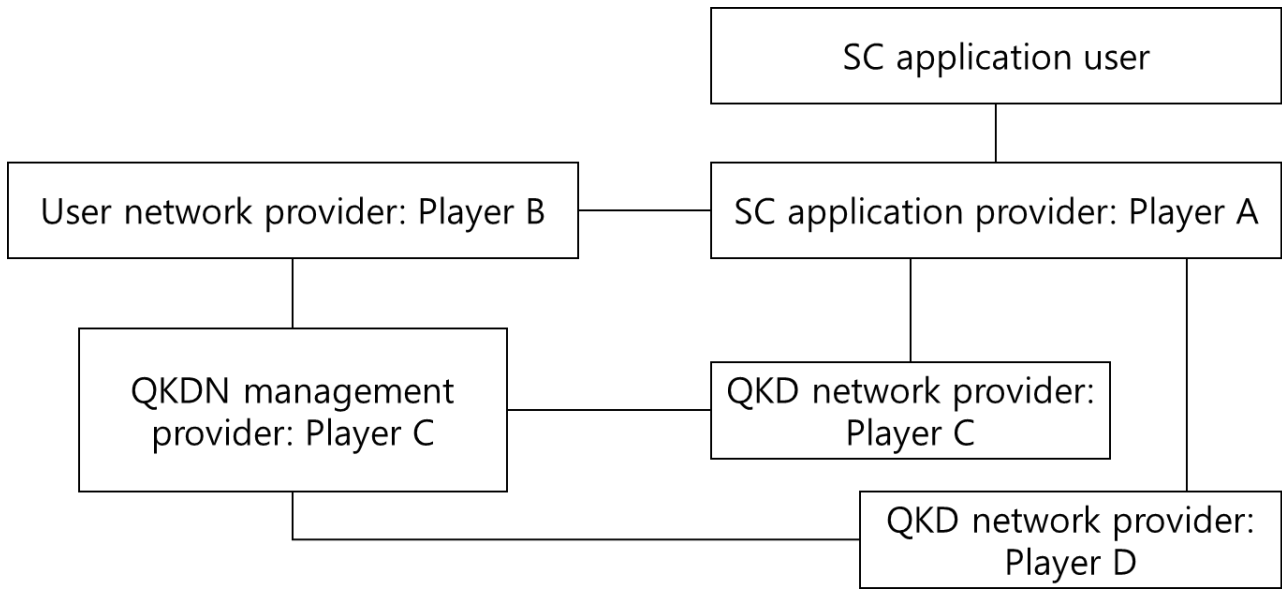 SC application user
User network provider: Player B
SC application provider: Player A
QKDN management
provider: Player C
QKD network provider:
Player C
QKD network provider:
Player D